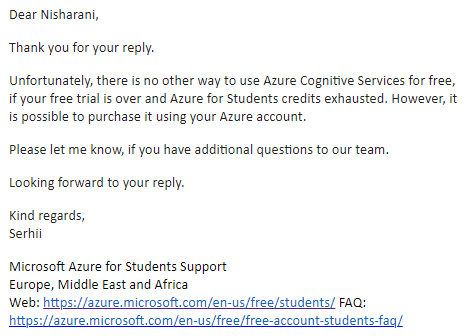 Dear Nisharani,
Thank you for your reply.
Unfortunately, there is no other way to use Azure Cognitive Services for free,
if your free trial is over and Azure for Students credits exhausted. However, it
is possible to purchase it using your Azure account.
Please let me know, if you have additional questions to our team.
Looking forward to your reply.
Kind regards,
Serhii
Microsoft Azure for Students Support
Europe, Middle East and Africa
Web: https://azure.microsoft.com/en-us/free/students/ FAQ:
https://azure.microsoft.com/en-us/free/free-account-students-faq/